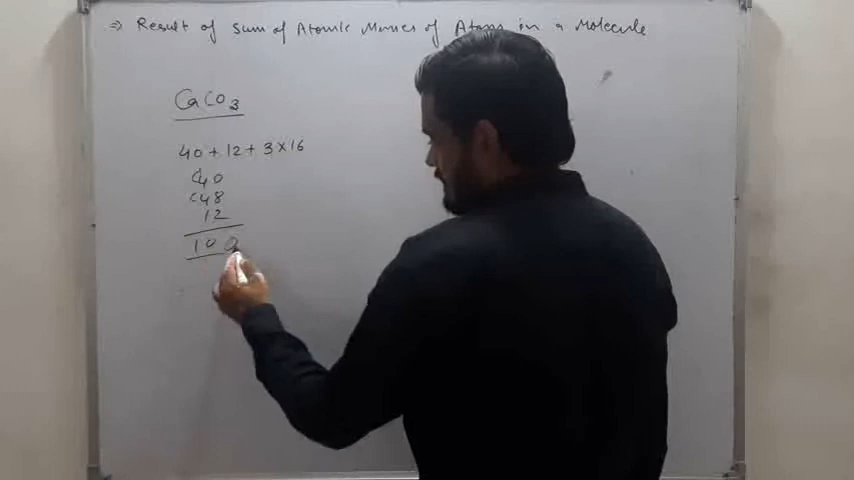 ⇒ Result of Sum of Atomic Masses of Atoms in a Molecule
CaCO3
40 + 12 + 3 × 16
40
48
12
100